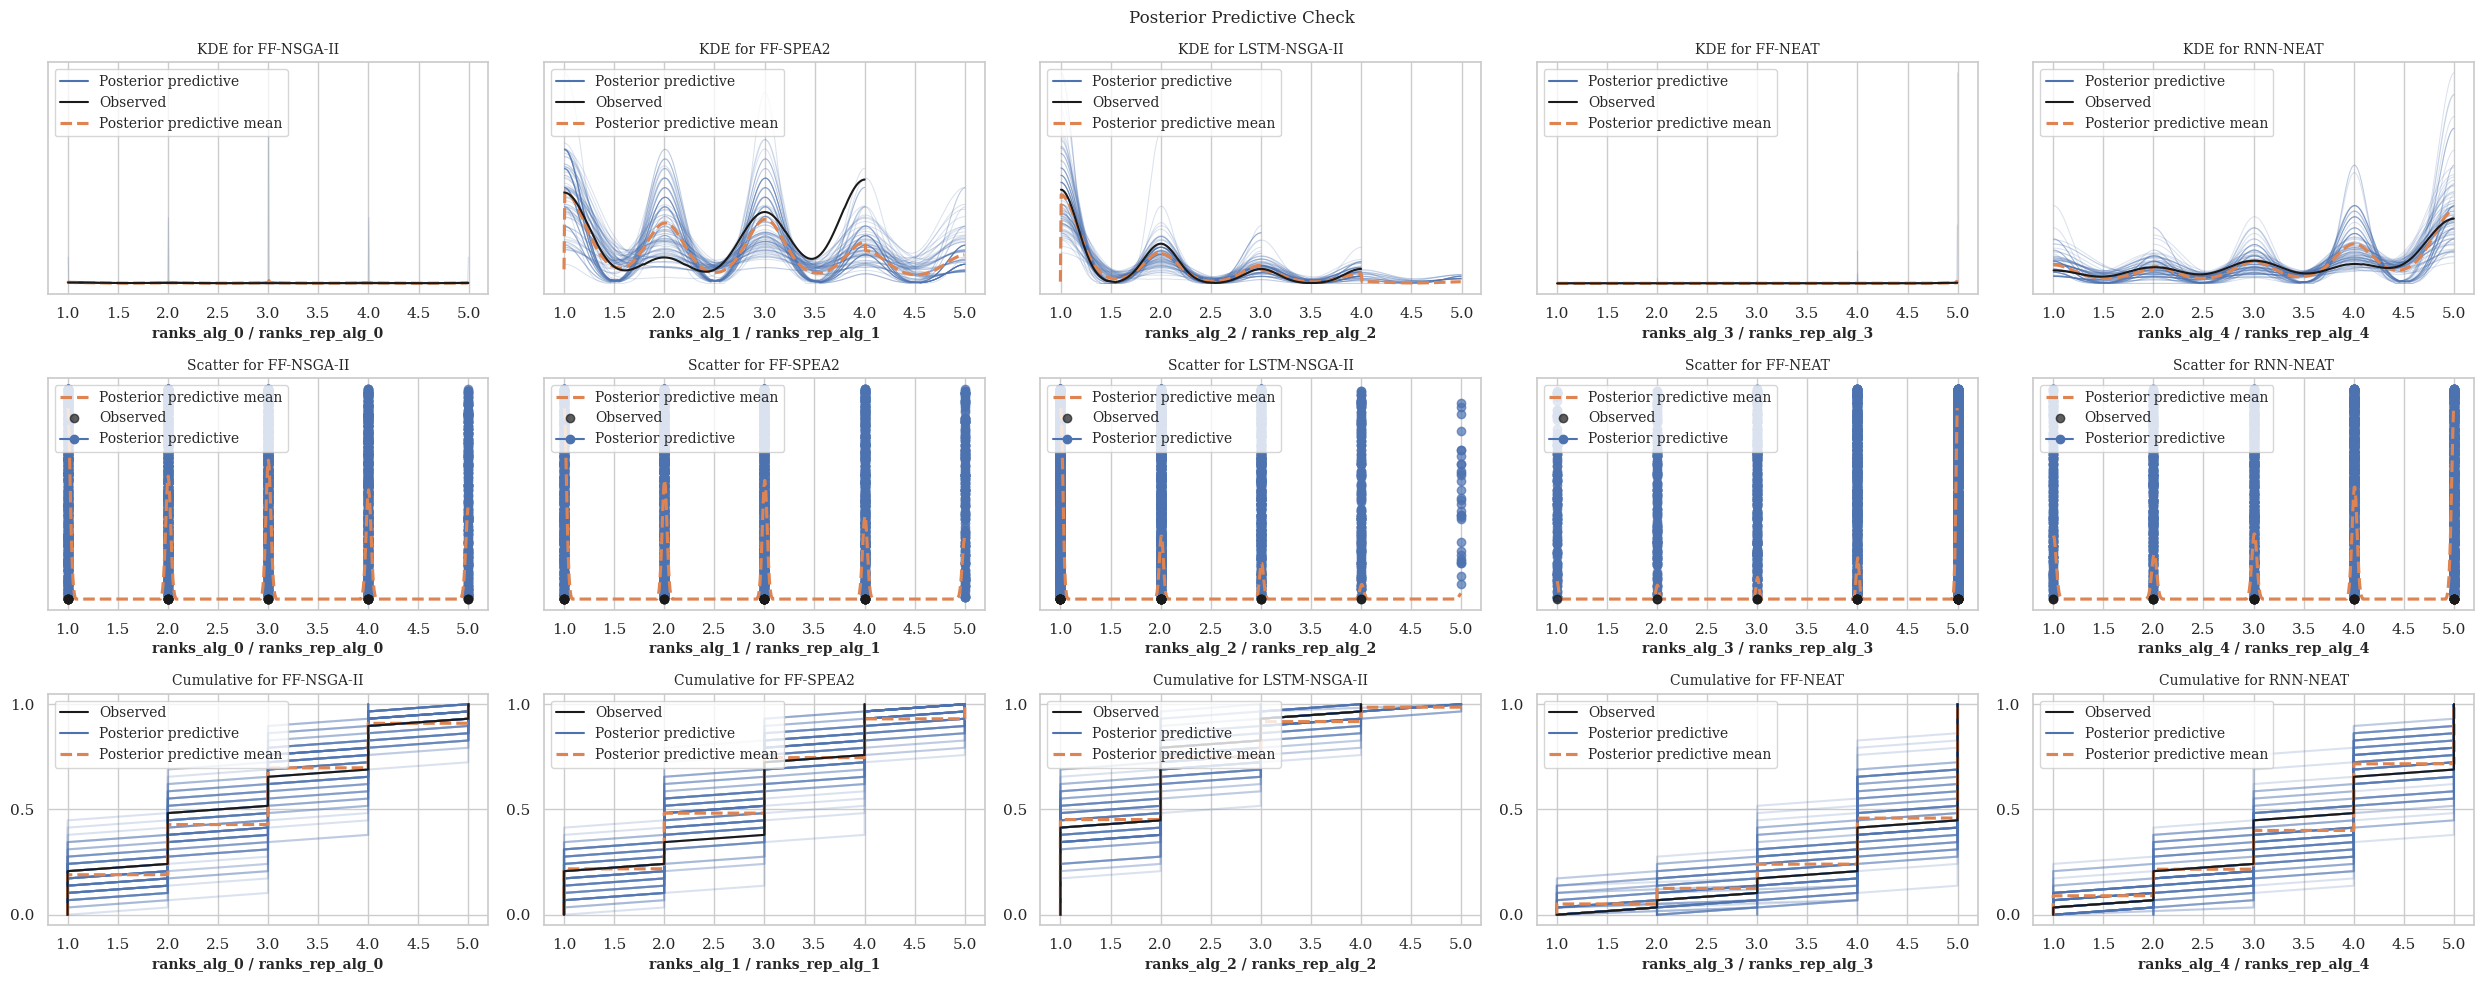 Posterior Predictive Check
KDE for FF-NSGA-II
Posterior predictive
Observed
Posterior predictive mean
1.0 1.5 2.0 2.5 3.0 3.5 4.0 4.5 5.0
ranks_alg_0 / ranks_rep_alg_0
KDE for FF-SPEA2
Posterior predictive
Observed
Posterior predictive mean
1.0 1.5 2.0 2.5 3.0 3.5 4.0 4.5 5.0
ranks_alg_1 / ranks_rep_alg_1
KDE for LSTM-NSGA-II
Posterior predictive
Observed
Posterior predictive mean
1.0 1.5 2.0 2.5 3.0 3.5 4.0 4.5 5.0
ranks_alg_2 / ranks_rep_alg_2
KDE for FF-NEAT
Posterior predictive
Observed
Posterior predictive mean
1.0 1.5 2.0 2.5 3.0 3.5 4.0 4.5 5.0
ranks_alg_3 / ranks_rep_alg_3
KDE for RNN-NEAT
Posterior predictive
Observed
Posterior predictive mean
1.0 1.5 2.0 2.5 3.0 3.5 4.0 4.5 5.0
ranks_alg_4 / ranks_rep_alg_4
Scatter for FF-NSGA-II
Posterior predictive mean
Observed
Posterior predictive
1.0 1.5 2.0 2.5 3.0 3.5 4.0 4.5 5.0
ranks_alg_0 / ranks_rep_alg_0
Scatter for FF-SPEA2
Posterior predictive mean
Observed
Posterior predictive
1.0 1.5 2.0 2.5 3.0 3.5 4.0 4.5 5.0
ranks_alg_1 / ranks_rep_alg_1
Scatter for LSTM-NSGA-II
Posterior predictive mean
Observed
Posterior predictive
1.0 1.5 2.0 2.5 3.0 3.5 4.0 4.5 5.0
ranks_alg_2 / ranks_rep_alg_2
Scatter for FF-NEAT
Posterior predictive mean
Observed
Posterior predictive
1.0 1.5 2.0 2.5 3.0 3.5 4.0 4.5 5.0
ranks_alg_3 / ranks_rep_alg_3
Scatter for RNN-NEAT
Posterior predictive mean
Observed
Posterior predictive
1.0 1.5 2.0 2.5 3.0 3.5 4.0 4.5 5.0
ranks_alg_4 / ranks_rep_alg_4
Cumulative for FF-NSGA-II
1.0
0.5
0.0
Observed
Posterior predictive
Posterior predictive mean
1.0 1.5 2.0 2.5 3.0 3.5 4.0 4.5 5.0
ranks_alg_0 / ranks_rep_alg_0
Cumulative for FF-SPEA2
1.0
0.5
0.0
Observed
Posterior predictive
Posterior predictive mean
1.0 1.5 2.0 2.5 3.0 3.5 4.0 4.5 5.0
ranks_alg_1 / ranks_rep_alg_1
Cumulative for LSTM-NSGA-II
1.0
0.5
0.0
Observed
Posterior predictive
Posterior predictive mean
1.0 1.5 2.0 2.5 3.0 3.5 4.0 4.5 5.0
ranks_alg_2 / ranks_rep_alg_2
Cumulative for FF-NEAT
1.0
0.5
0.0
Observed
Posterior predictive
Posterior predictive mean
1.0 1.5 2.0 2.5 3.0 3.5 4.0 4.5 5.0
ranks_alg_3 / ranks_rep_alg_3
Cumulative for RNN-NEAT
1.0
0.5
0.0
Observed
Posterior predictive
Posterior predictive mean
1.0 1.5 2.0 2.5 3.0 3.5 4.0 4.5 5.0
ranks_alg_4 / ranks_rep_alg_4